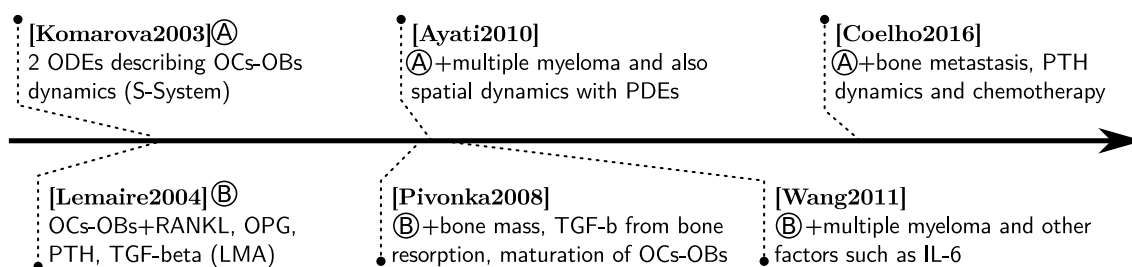 [Komarova2003]Ⓐ
2 ODEs describing OCs-OBs
dynamics (S-System)
[Ayati2010]
Ⓐ+multiple myeloma and also
spatial dynamics with PDEs
[Coelho2016]
Ⓐ+bone metastasis, PTH
dynamics and chemotherapy
[Lemaire2004]Ⓑ
OCs-OBs+RANKL, OPG,
PTH, TGF-beta (LMA)
[Pivonka2008]
Ⓑ+bone mass, TGF-b from bone
resorption, maturation of OCs-OBs
[Wang2011]
Ⓑ+multiple myeloma and other
factors such as IL-6